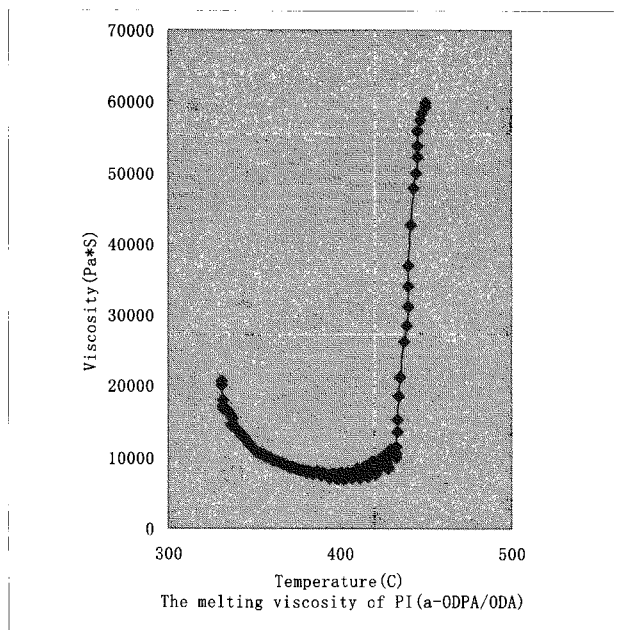 70000
60000
50000
40000
30000
20000
10000
0
Viscosity(Pa*S)
300 400 500
Temperature(C)
The melting viscosity of PI(a-ODPA/ODA)